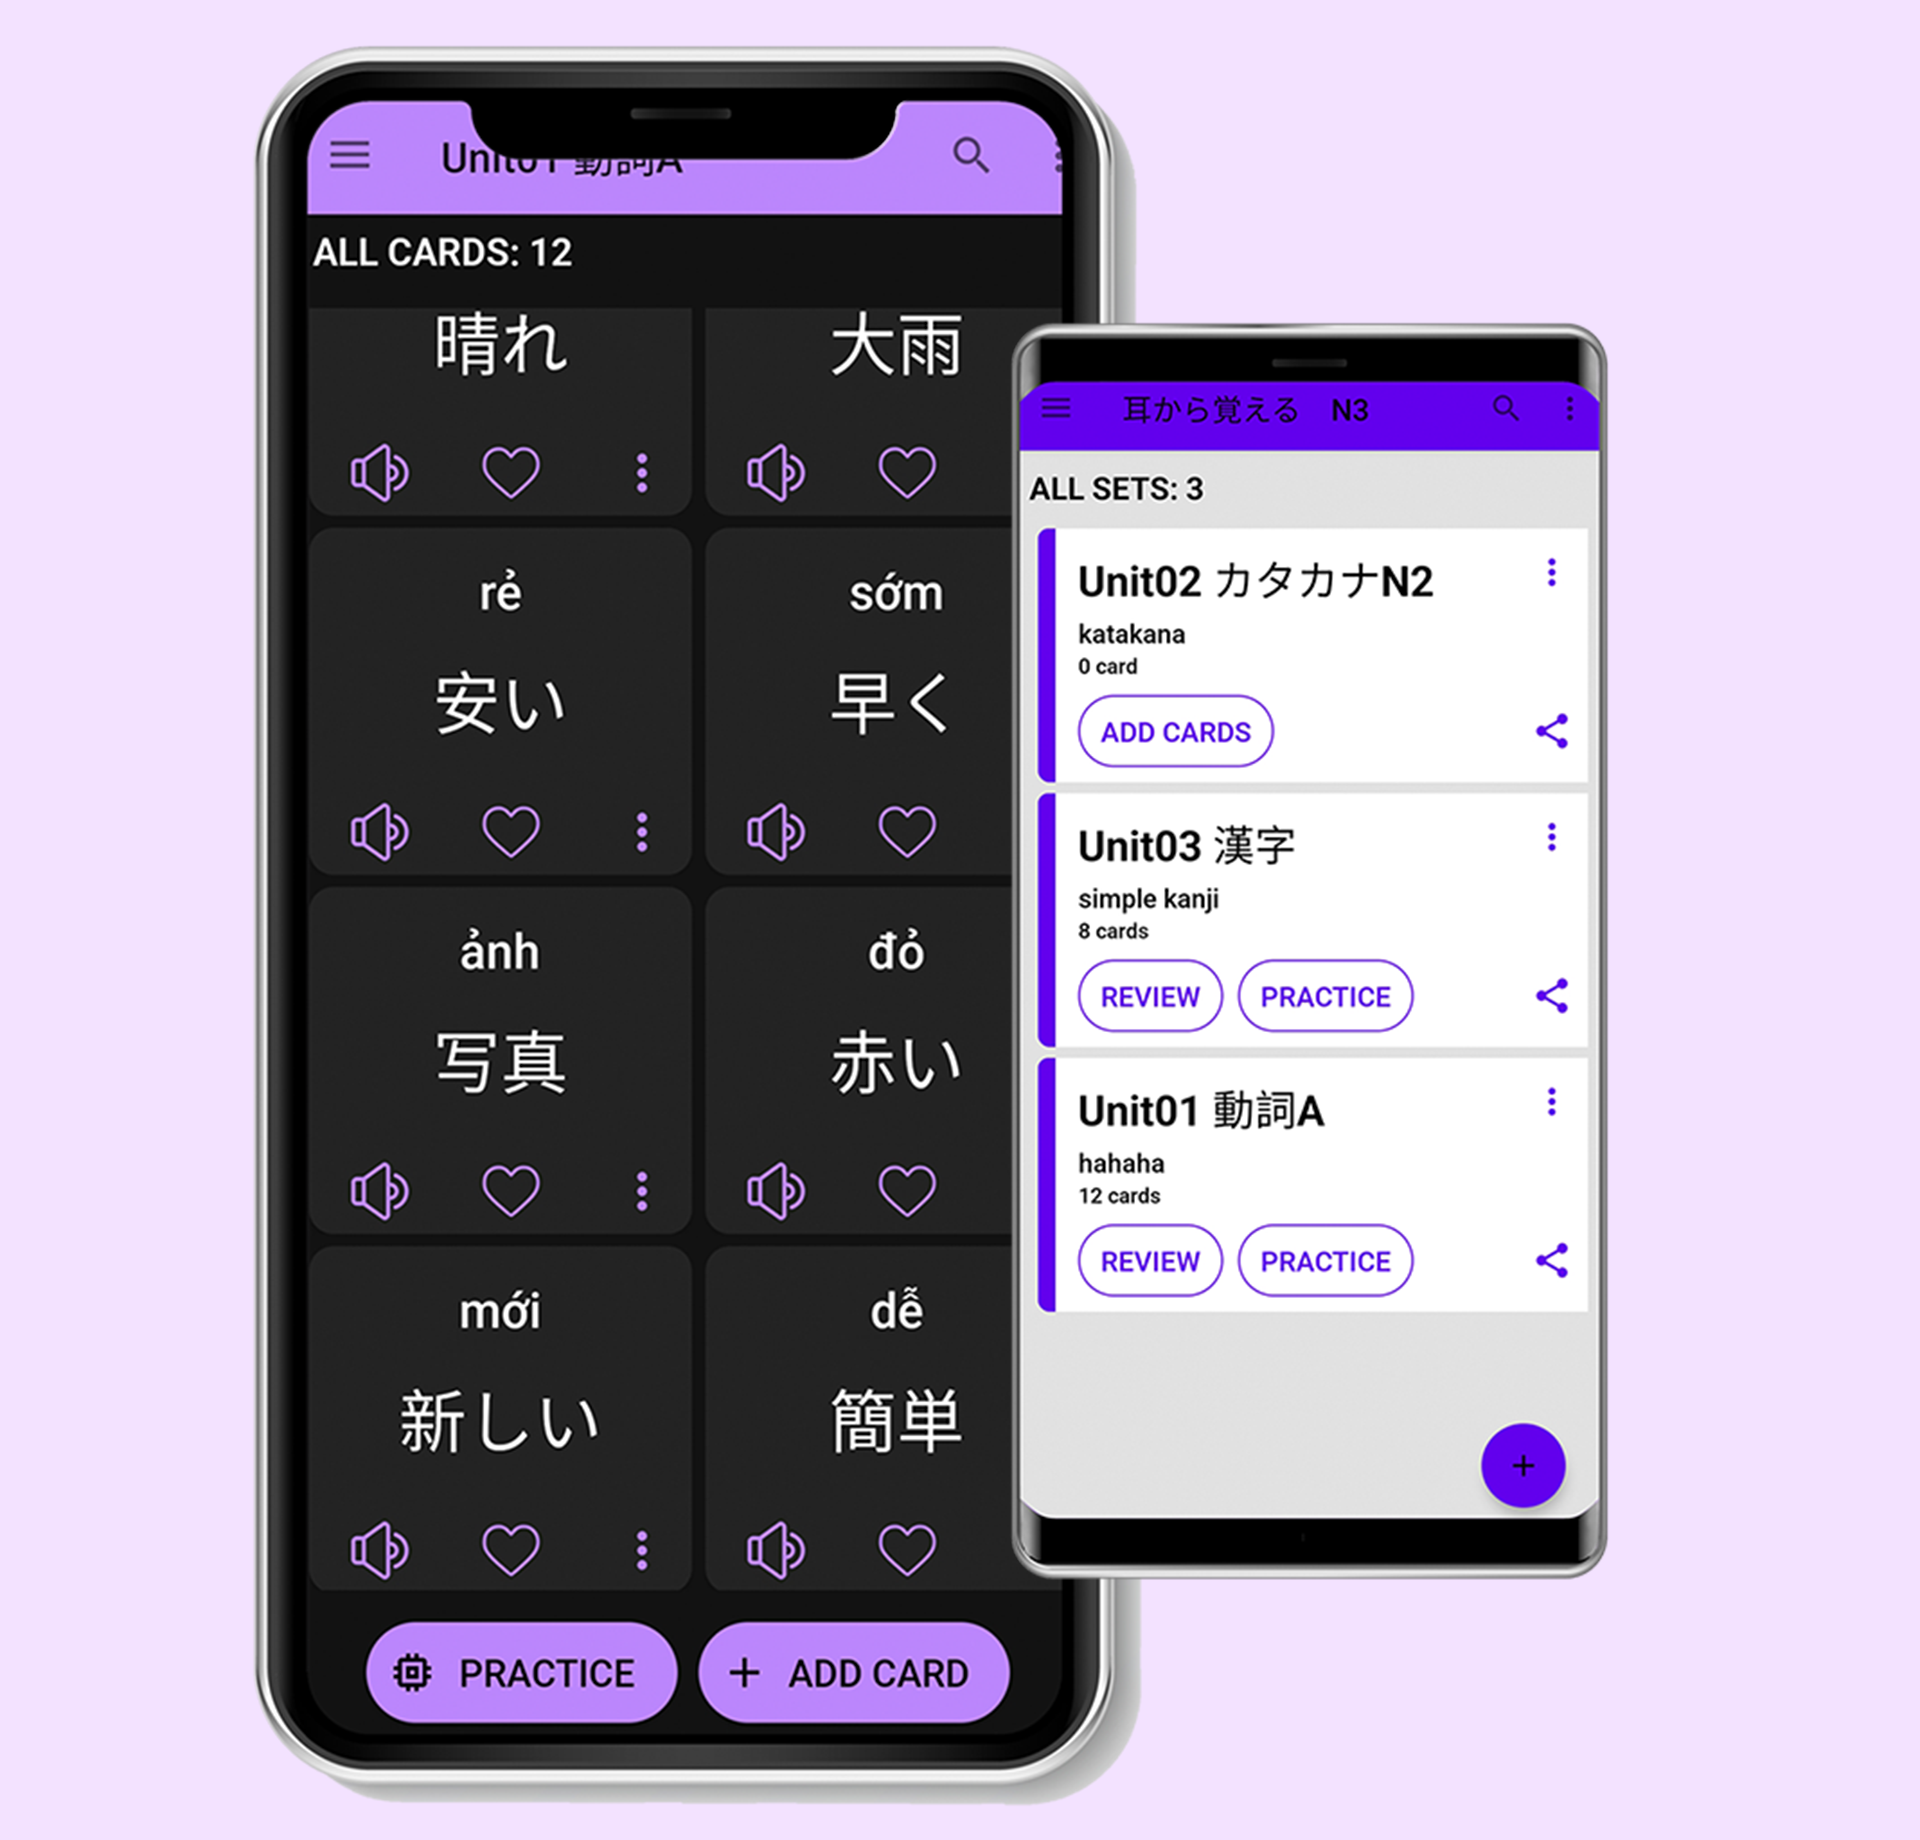 Unit01 動詞A
ALL CARDS: 12
晴れ
大雨
rẻ
sớm
安い
早く
ảnh
đỏ
写真
赤い
mới
dễ
新しい
簡単
PRACTICE
+ ADD CARD
耳から覚える N3
ALL SETS: 3
Unit02 カタカナN2
katakana
0 card
ADD CARDS
Unit03 漢字
simple kanji
8 cards
REVIEW
PRACTICE
Unit01 動詞A
hahaha
12 cards
REVIEW
PRACTICE
+